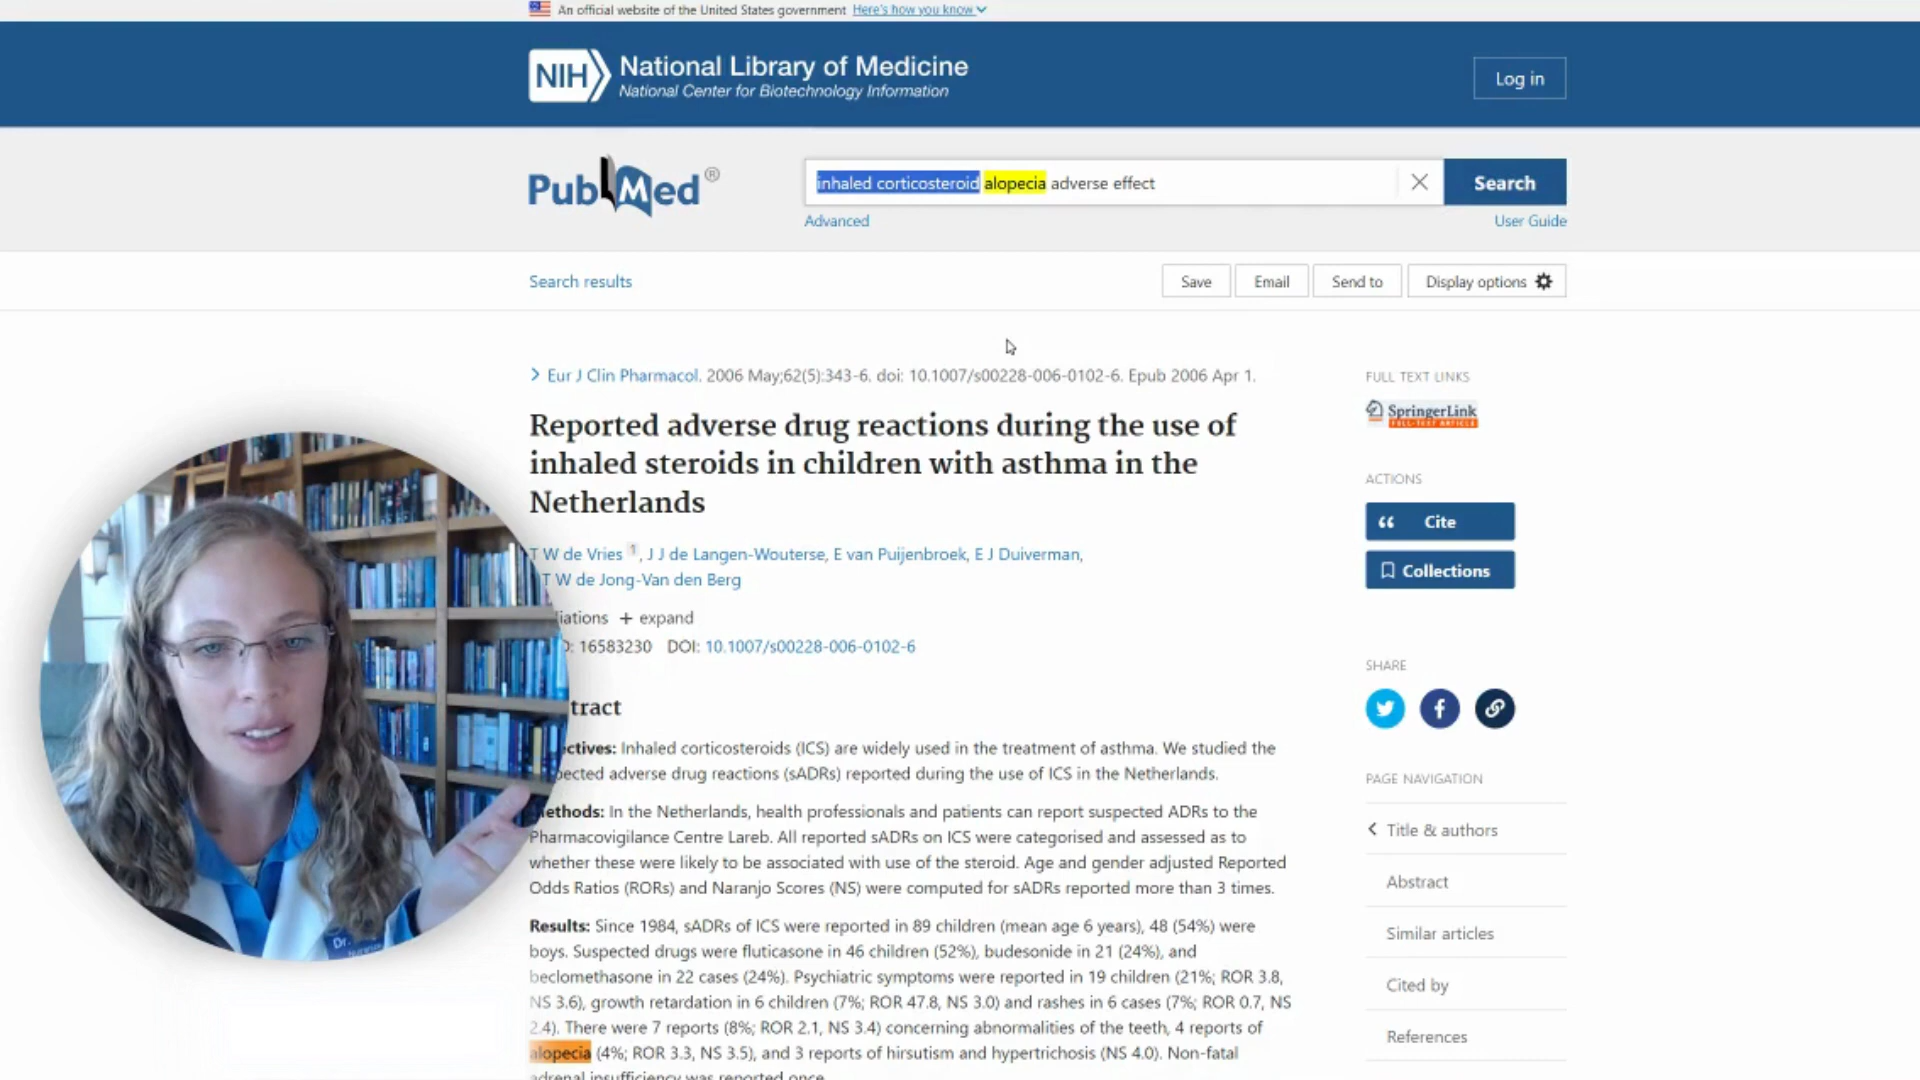 An official website of the United States government Here's how you know
NIH National Library of Medicine
National Center for Biotechnology Information
Log in
PubMed®
inhaled corticosteroid alopecia adverse effect
Search
Advanced
User Guide
Search results
Save
Email
Send to
Display options
Eur J Clin Pharmacol. 2006 May;62(5):343-6. doi: 10.1007/s00228-006-0102-6. Epub 2006 Apr 1.
Reported adverse drug reactions during the use of
inhaled steroids in children with asthma in the
Netherlands
T W de Vries 1, J J de Langen-Wouterse, E van Puijenbroek, E J Duiverman,
T W de Jong-Van den Berg
iations + expand
D: 16583230 DOI: 10.1007/s00228-006-0102-6
tract
ctives: Inhaled corticosteroids (ICS) are widely used in the treatment of asthma. We studied the
pected adverse drug reactions (sADRs) reported during the use of ICS in the Netherlands.
ethods: In the Netherlands, health professionals and patients can report suspected ADRs to the
Pharmacovigilance Centre Lareb. All reported sADRs on ICS were categorised and assessed as to
whether these were likely to be associated with use of the steroid. Age and gender adjusted Reported
Odds Ratios (RORs) and Naranjo Scores (NS) were computed for sADRs reported more than 3 times.
Results: Since 1984, sADRs of ICS were reported in 89 children (mean age 6 years), 48 (54%) were
boys. Suspected drugs were fluticasone in 46 children (52%), budesonide in 21 (24%), and
beclomethasone in 22 cases (24%). Psychiatric symptoms were reported in 19 children (21%; ROR 3.8,
NS 3.6), growth retardation in 6 children (7%; ROR 47.8, NS 3.0) and rashes in 6 cases (7%; ROR 0.7, NS
2.4). There were 7 reports (8%; ROR 2.1, NS 3.4) concerning abnormalities of the teeth, 4 reports of
alopecia (4%; ROR 3.3, NS 3.5), and 3 reports of hirsutism and hypertrichosis (NS 4.0). Non-fatal
adrenal insufficiency was reported once.
FULL TEXT LINKS
SpringerLink
FULL-TEXT ARTICLE
ACTIONS
Cite
Collections
SHARE
PAGE NAVIGATION
Title & authors
Abstract
Similar articles
Cited by
References
Dr.